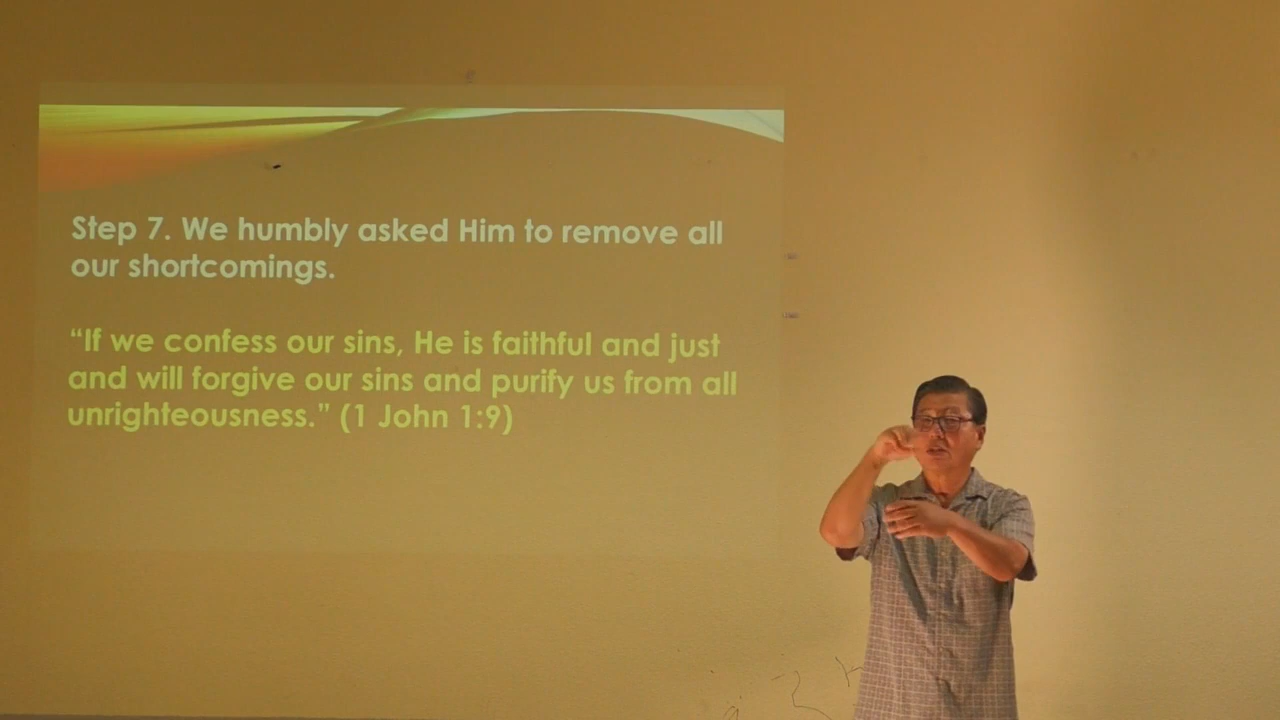 Step 7. We humbly asked Him to remove all
our shortcomings.
“If we confess our sins, He is faithful and just
and will forgive our sins and purify us from all
unrighteousness.” (1 John 1:9)